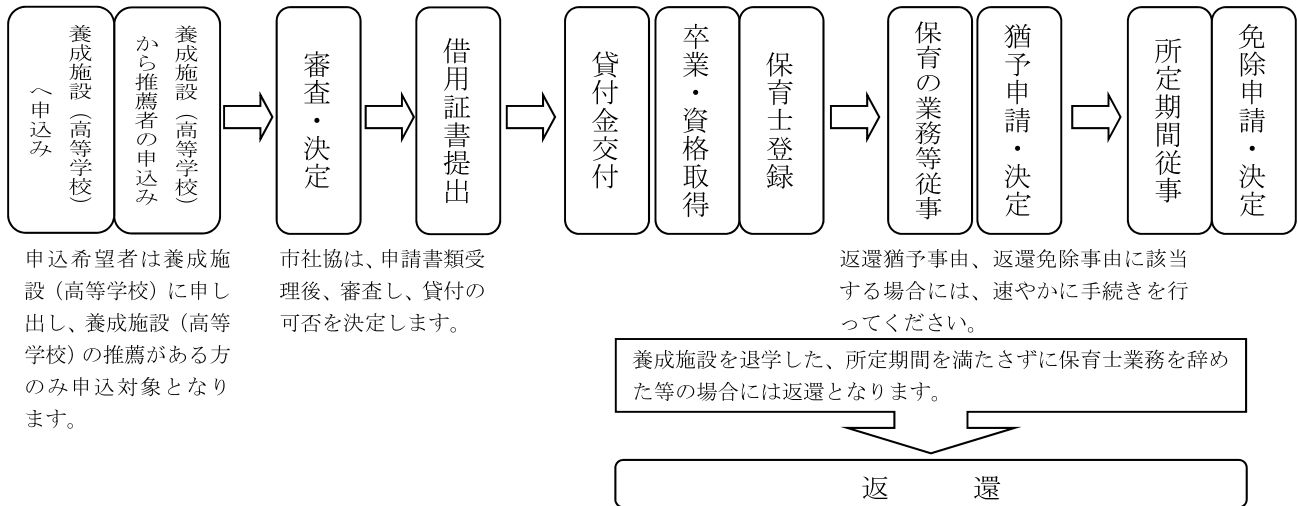 養成施設（高等学校）
へ申込み
養成施設（高等学校）
から推薦者の申込み
審査・決定
借用証書提出
貸付金交付
卒業・資格取得
保育士登録
保育の業務等従事
猶予申請・決定
所定期間従事
免除申請・決定
申込希望者は養成施
設（高等学校）に申し
出し、養成施設（高等
学校）の推薦がある方
のみ申込対象となり
ます。
市社協は、申請書類受
理後、審査し、貸付の
可否を決定します。
返還猶予事由、返還免除事由に該当
する場合には、速やかに手続きを行
ってください。
養成施設を退学した、所定期間を満たさずに保育士業務を辞め
た等の場合には返還となります。
返　還